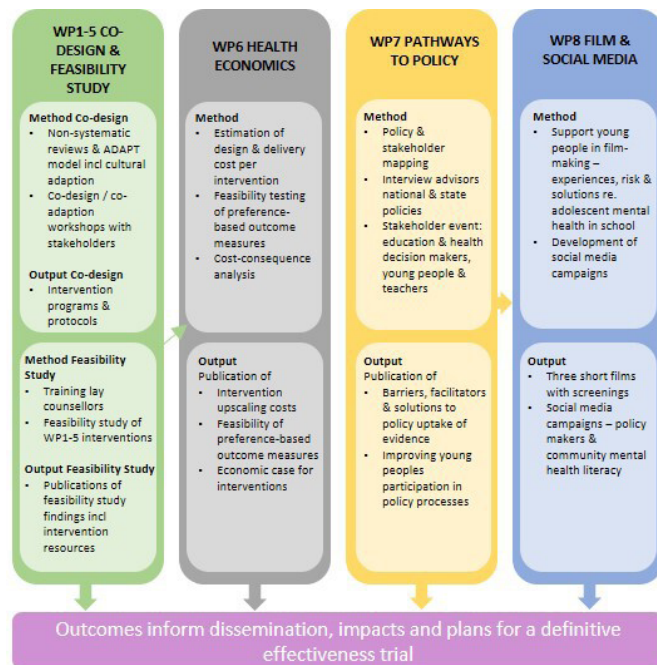 WP1-5 CO-
DESIGN &
FEASIBILITY
STUDY
Method Co-design
• Non-systematic
reviews & ADAPT
model incl cultural
adaption
• Co-design / co-
adaption
workshops with
stakeholders
Output Co-design
• Intervention
programs &
protocols
Method Feasibility
Study
• Training lay
counsellors
• Feasibility study of
WP1-5 interventions
Output Feasibility Study
• Publications of
feasibility study
findings incl
intervention
resources
WP6 HEALTH
ECONOMICS
Method
• Estimation of
design & delivery
cost per
intervention
• Feasibility testing
of preference-
based outcome
measures
• Cost-consequence
analysis
Output
Publication of
• Intervention
upscaling costs
• Feasibility of
preference-based
outcome measures
• Economic case for
interventions
WP7 PATHWAYS
TO POLICY
Method
• Policy &
stakeholder
mapping
• Interview advisors
national & state
policies
• Stakeholder event:
education & health
decision makers,
young people &
teachers
Output
Publication of
• Barriers, facilitators
& solutions to
policy uptake of
evidence
• Improving young
peoples
participation in
policy processes
WP8 FILM &
SOCIAL MEDIA
Method
• Support young
people in film-
making –
experiences, risk &
solutions re.
adolescent mental
health in school
• Development of
social media
campaigns
Output
• Three short films
with screenings
• Social media
campaigns – policy
makers &
community mental
health literacy
Outcomes inform dissemination, impacts and plans for a definitive
effectiveness trial